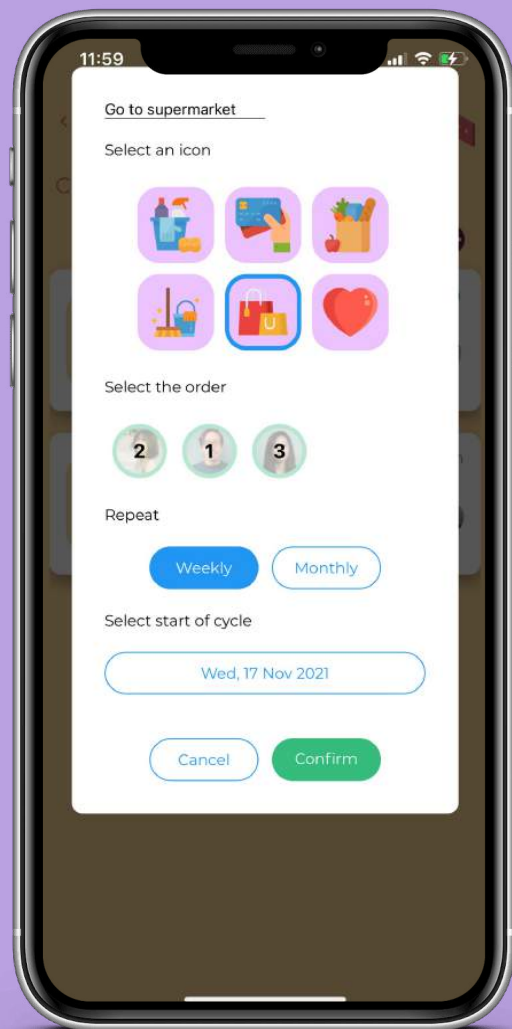 11:59
Go to supermarket
Select an icon
Select the order
2 1 3
Repeat
Weekly Monthly
Select start of cycle
Wed, 17 Nov 2021
Cancel Confirm